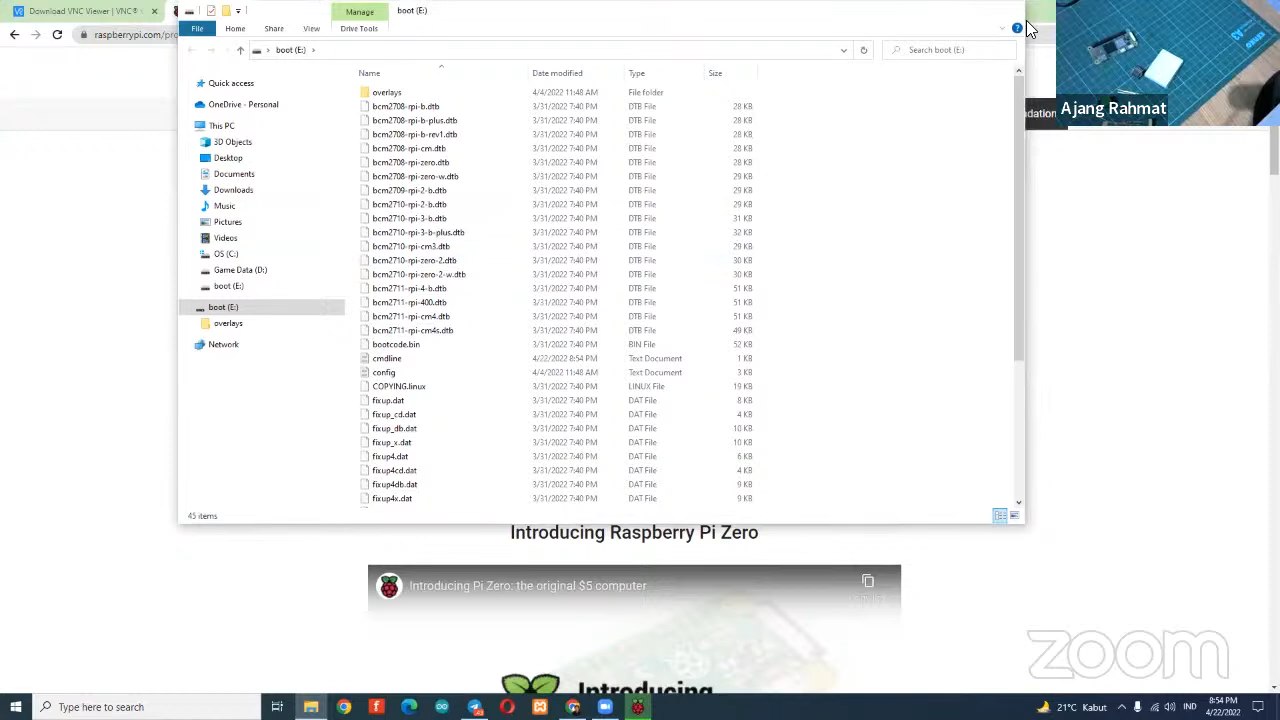 Download VNC Viewer | VNC®
raspberrypi.com/pro
Manage
boot (E:)
File
Home
Share
View
Drive Tools
boot (E:)
Search boot (E:)
Name
Date modified
Type
Size
Quick access
OneDrive - Personal
This PC
3D Objects
Desktop
Documents
Downloads
Music
Pictures
Videos
OS (C:)
Game Data (D:)
boot (E:)
boot (E:)
overlays
Network
overlays 4/4/2022 11:48 AM File folder
bcm2708-rpi-b.dtb 3/31/2022 7:40 PM DTB File 28 KB
bcm2708-rpi-b-plus.dtb 3/31/2022 7:40 PM DTB File 28 KB
bcm2708-rpi-b-rev1.dtb 3/31/2022 7:40 PM DTB File 28 KB
bcm2708-rpi-cm.dtb 3/31/2022 7:40 PM DTB File 28 KB
bcm2708-rpi-zero.dtb 3/31/2022 7:40 PM DTB File 28 KB
bcm2708-rpi-zero-w.dtb 3/31/2022 7:40 PM DTB File 29 KB
bcm2709-rpi-2-b.dtb 3/31/2022 7:40 PM DTB File 29 KB
bcm2710-rpi-2-b.dtb 3/31/2022 7:40 PM DTB File 29 KB
bcm2710-rpi-3-b.dtb 3/31/2022 7:40 PM DTB File 31 KB
bcm2710-rpi-3-b-plus.dtb 3/31/2022 7:40 PM DTB File 32 KB
bcm2710-rpi-cm3.dtb 3/31/2022 7:40 PM DTB File 29 KB
bcm2710-rpi-zero-2.dtb 3/31/2022 7:40 PM DTB File 30 KB
bcm2710-rpi-zero-2-w.dtb 3/31/2022 7:40 PM DTB File 30 KB
bcm2711-rpi-4-b.dtb 3/31/2022 7:40 PM DTB File 51 KB
bcm2711-rpi-400.dtb 3/31/2022 7:40 PM DTB File 51 KB
bcm2711-rpi-cm4.dtb 3/31/2022 7:40 PM DTB File 51 KB
bcm2711-rpi-cm4s.dtb 3/31/2022 7:40 PM DTB File 49 KB
bootcode.bin 3/31/2022 7:40 PM BIN File 52 KB
cmdline 4/22/2022 8:54 PM Text Document 1 KB
config 4/4/2022 11:48 AM Text Document 3 KB
COPYING.linux 3/31/2022 7:40 PM LINUX File 19 KB
fixup.dat 3/31/2022 7:40 PM DAT File 8 KB
fixup_cd.dat 3/31/2022 7:40 PM DAT File 4 KB
fixup_db.dat 3/31/2022 7:40 PM DAT File 10 KB
fixup_x.dat 3/31/2022 7:40 PM DAT File 10 KB
fixup4.dat 3/31/2022 7:40 PM DAT File 6 KB
fixup4cd.dat 3/31/2022 7:40 PM DAT File 4 KB
fixup4db.dat 3/31/2022 7:40 PM DAT File 9 KB
fixup4x.dat 3/31/2022 7:40 PM DAT File 9 KB
45 items
Ajang Rahmat
Introducing Raspberry Pi Zero
Introducing Pi Zero: the original $5 computer
Introducing
zoom
Type here to search
21°C Kabut
IND
8:54 PM
4/22/2022